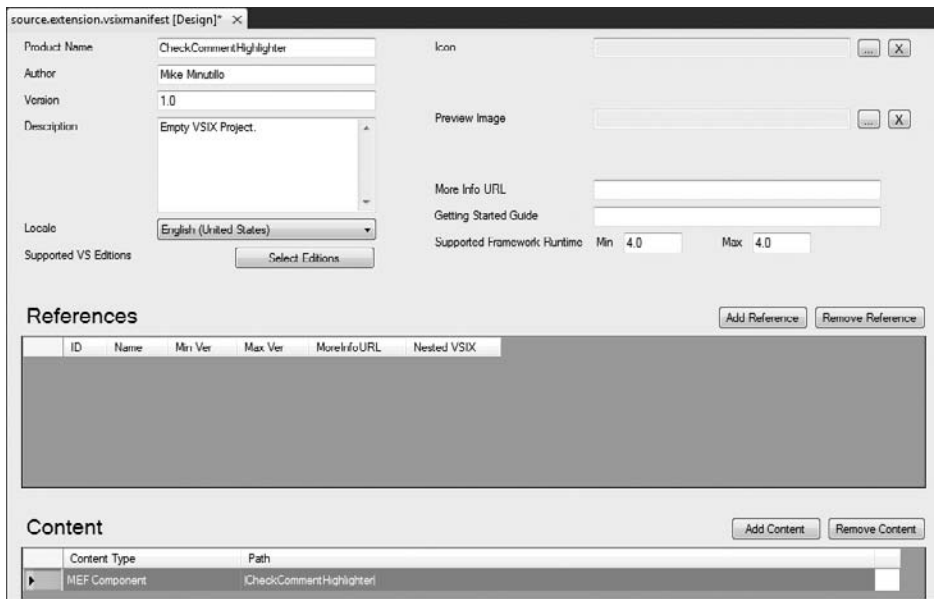 source.extension.vsixmanifest [Design]* ×
Product Name CheckCommentHighlighter
Author Mike Minutillo
Version 1.0
Description Empty VSIX Project.
Locale English (United States)
Supported VS Editions Select Editions
Icon ... X
Preview Image ... X
More Info URL
Getting Started Guide
Supported Framework Runtime Min 4.0 Max 4.0
References Add Reference Remove Reference
ID Name Min Ver Max Ver MoreInfoURL Nested VSIX
Content Add Content Remove Content
Content Type Path
MEF Component |CheckCommentHighlighter|